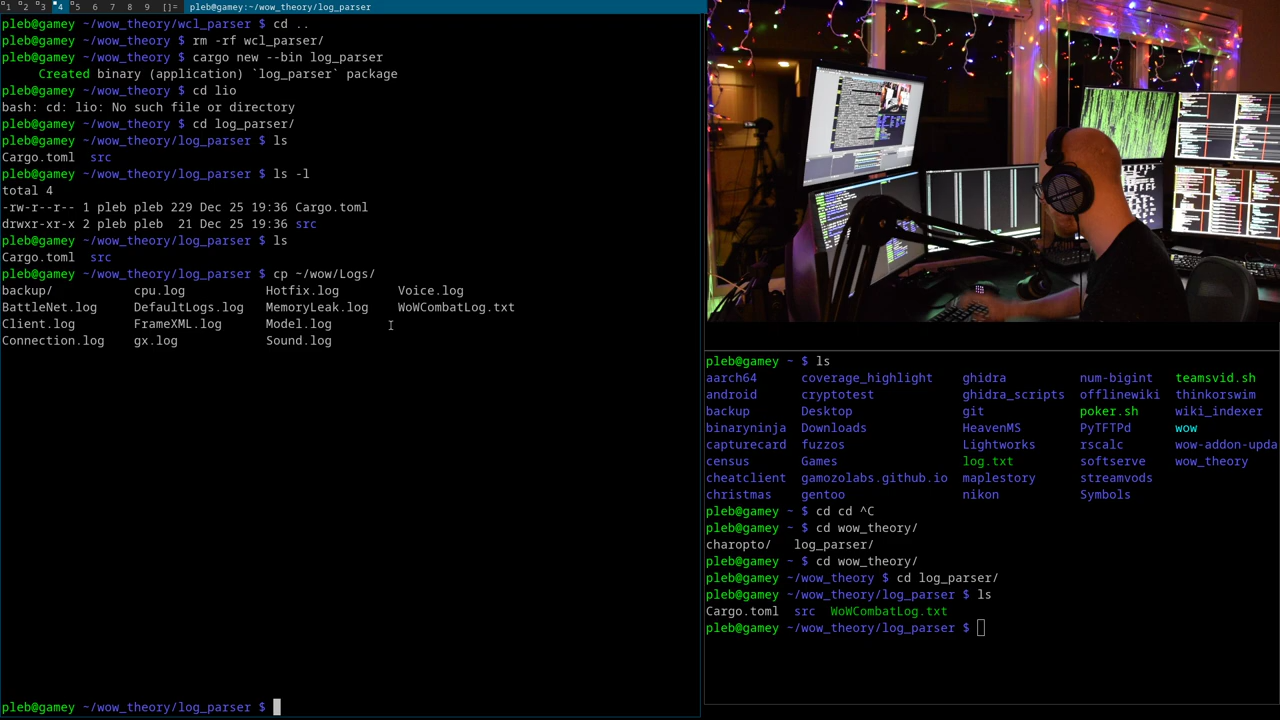 1 2 3 4 5 6 7 8 9 []= pleb@gamey:~/wow_theory/log_parser
pleb@gamey ~/wow_theory/wcl_parser $ cd ..
pleb@gamey ~/wow_theory $ rm -rf wcl_parser/
pleb@gamey ~/wow_theory $ cargo new --bin log_parser
Created binary (application) `log_parser` package
pleb@gamey ~/wow_theory $ cd lio
bash: cd: lio: No such file or directory
pleb@gamey ~/wow_theory $ cd log_parser/
pleb@gamey ~/wow_theory/log_parser $ ls
Cargo.toml src
pleb@gamey ~/wow_theory/log_parser $ ls -l
total 4
-rw-r--r-- 1 pleb pleb 229 Dec 25 19:36 Cargo.toml
drwxr-xr-x 2 pleb pleb 21 Dec 25 19:36 src
pleb@gamey ~/wow_theory/log_parser $ ls
Cargo.toml src
pleb@gamey ~/wow_theory/log_parser $ cp ~/wow/Logs/
backup/ cpu.log Hotfix.log Voice.log
BattleNet.log DefaultLogs.log MemoryLeak.log WoWCombatLog.txt
Client.log FrameXML.log Model.log
Connection.log gx.log Sound.log
pleb@gamey ~/wow_theory/log_parser $
pleb@gamey ~ $ ls
aarch64 coverage_highlight ghidra num-bigint teamsvid.sh
android cryptotest ghidra_scripts offlinewiki thinkorswim
backup Desktop git poker.sh wiki_indexer
binaryninja Downloads HeavenMS PyTFTPd wow
capturecard fuzzos Lightworks rscalc wow-addon-upda
census Games log.txt softserve wow_theory
cheatclient gamozolabs.github.io maplestory streamvods
christmas gentoo nikon Symbols
pleb@gamey ~ $ cd cd ^C
pleb@gamey ~ $ cd wow_theory/
charopto/ log_parser/
pleb@gamey ~ $ cd wow_theory/
pleb@gamey ~/wow_theory $ cd log_parser/
pleb@gamey ~/wow_theory/log_parser $ ls
Cargo.toml src WoWCombatLog.txt
pleb@gamey ~/wow_theory/log_parser $